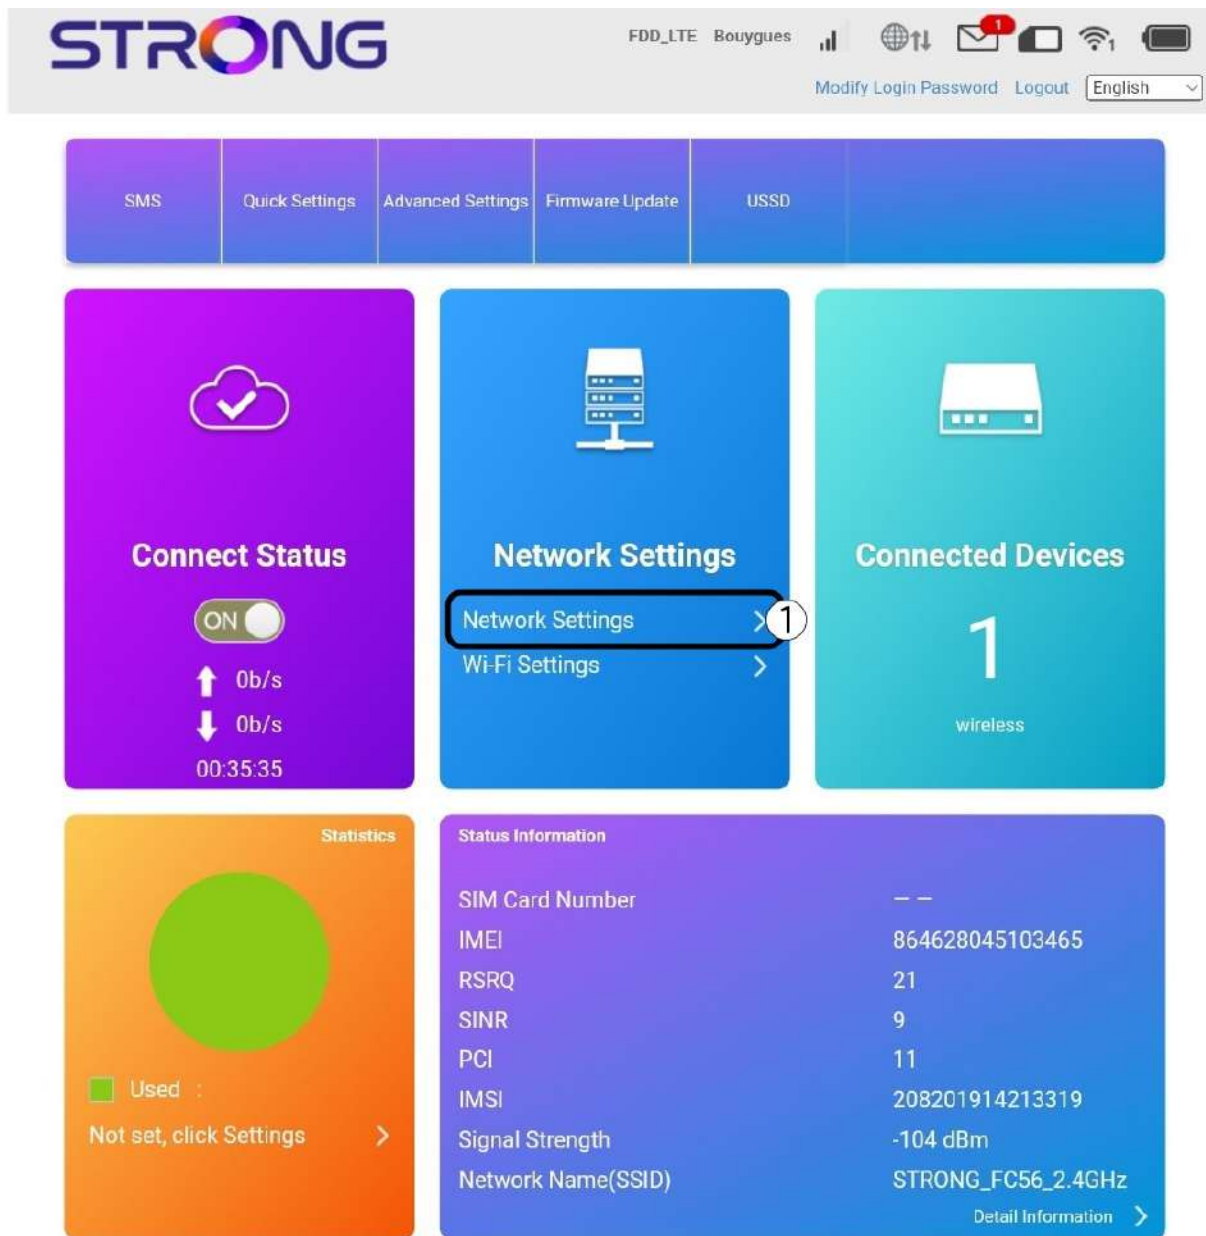 STRONG
FDD_LTE Bouygues 1 1
Modify Login Password Logout English
SMS Quick Settings Advanced Settings Firmware Update USSD
Connect Status
ON
0b/s
0b/s
00:35:35
Network Settings
Network Settings 1
Wi-Fi Settings
Connected Devices
1
wireless
Statistics
Used :
Not set, click Settings
Status Information
SIM Card Number — —
IMEI 864628045103465
RSRQ 21
SINR 9
PCI 11
IMSI 208201914213319
Signal Strength -104 dBm
Network Name(SSID) STRONG_FC56_2.4GHz
Detail Information